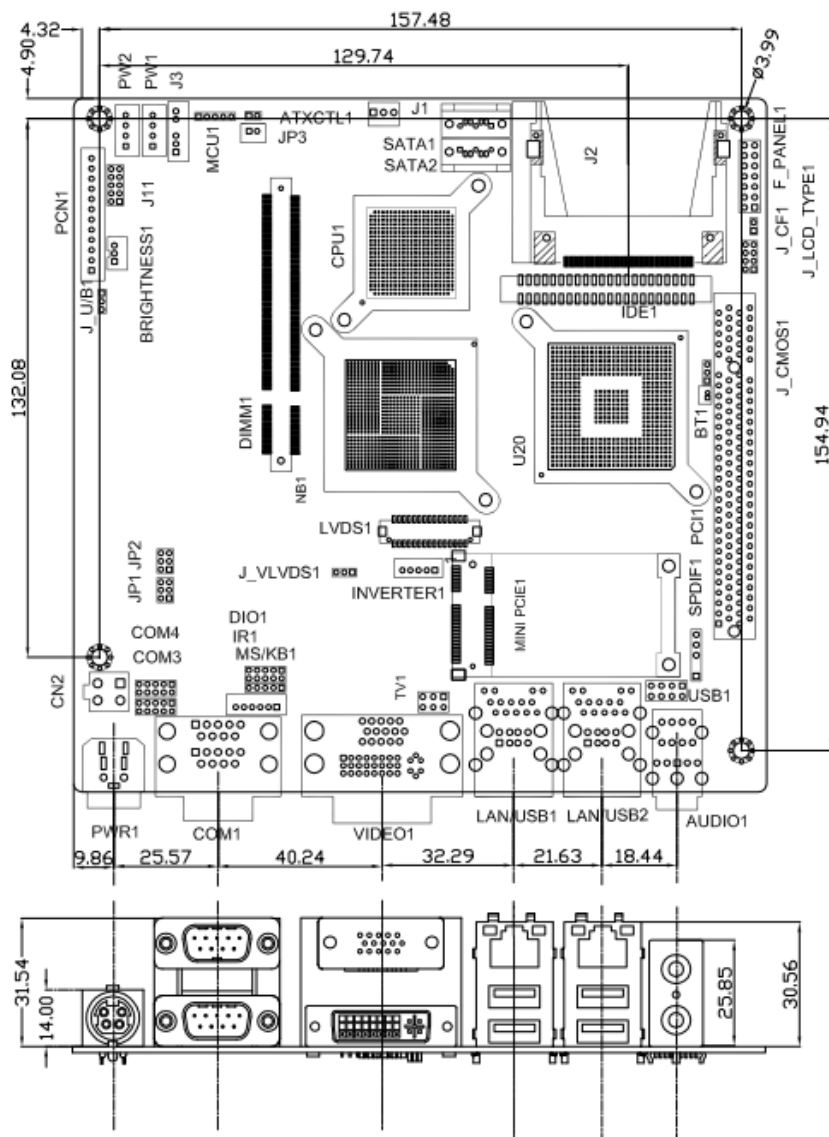 4.32
157.48
4.90
129.74
ø3.99
PW2
PW1
J3
MCU1
ATXCTL1
JP3
J1
SATA1
SATA2
J2
F_PANEL1
J_CF1
J_LCD_TYPE1
PCN1
J11
BRIGHTNESS1
J_U/B1
CPU1
IDE1
J_CMOS1
132.08
154.94
DIMM1
NB1
U20
BT1
LVDS1
PCI1
JP1
JP2
J_VLVDS1
INVERTER1
1
MINI PCIE1
SPDIF1
COM4
COM3
DIO1
IR1
MS/KB1
CN2
TV1
USB1
PWR1
COM1
VIDEO1
LAN/USB1
LAN/USB2
AUDIO1
9.86
25.57
40.24
32.29
21.63
18.44
31.54
14.00
25.85
30.56